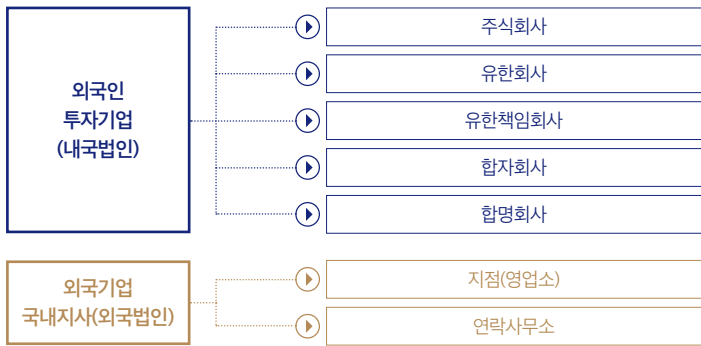 외국인
투자기업
(내국법인)
주식회사
유한회사
유한책임회사
합자회사
합명회사
외국기업
국내지사(외국법인)
지점(영업소)
연락사무소